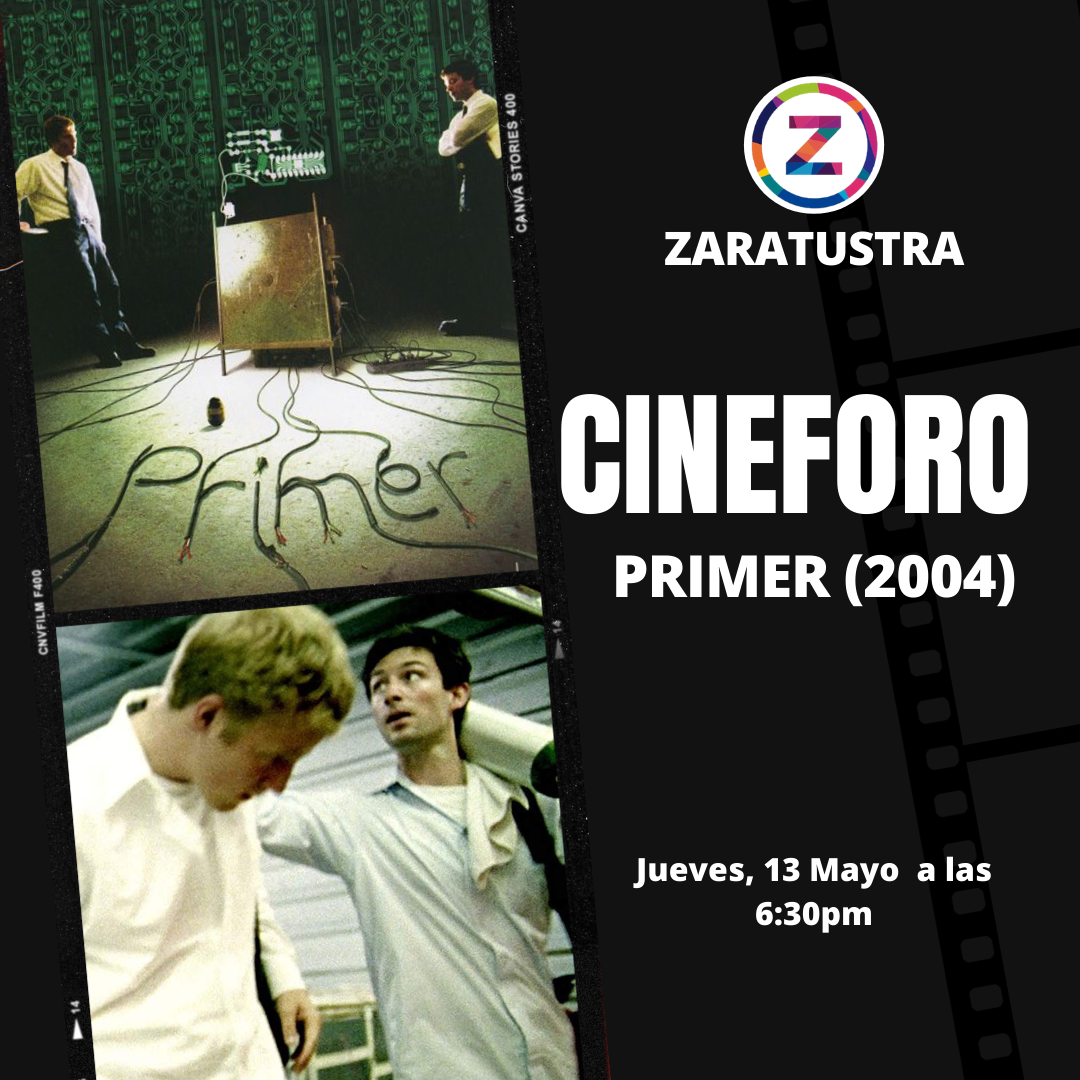 Primer
CANVA STORIES 400
CNVFILM F400
14
14
Z
ZARATUSTRA
CINEFORO
PRIMER (2004)
Jueves, 13 Mayo  a las
6:30pm